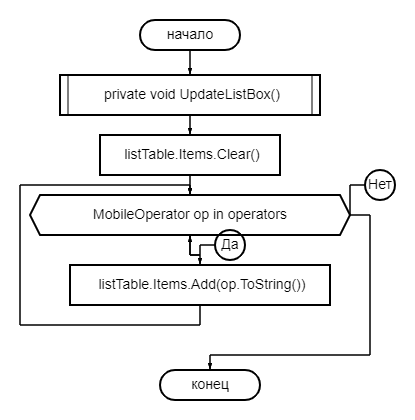 начало
private void UpdateListBox()
listTable.Items.Clear()
Нет
MobileOperator op in operators
Да
listTable.Items.Add(op.ToString())
конец